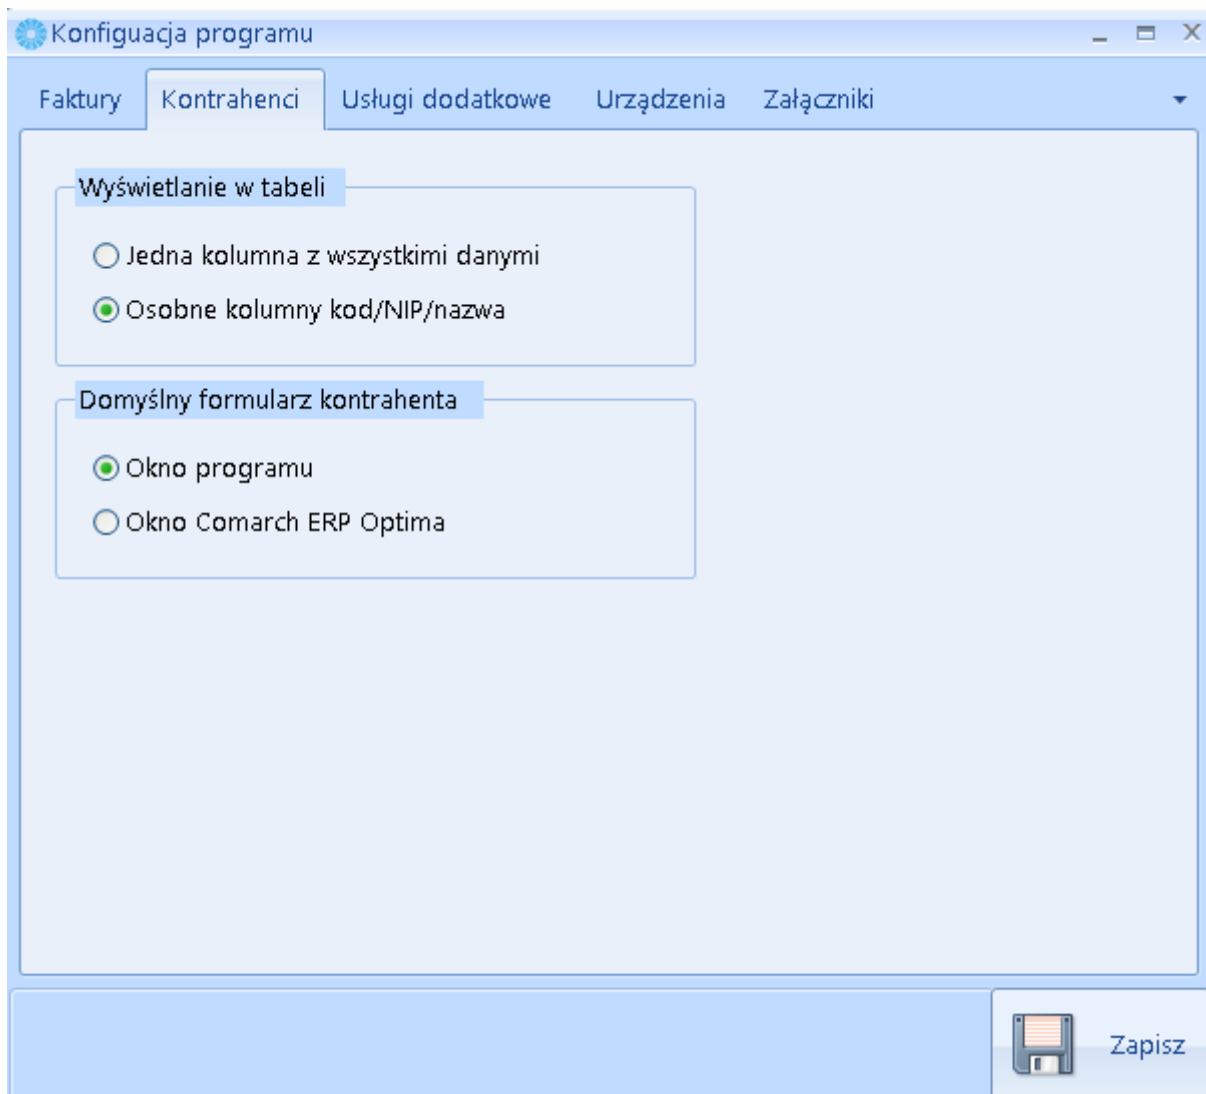 Konfiguacja programu
Faktury Kontrahenci Usługi dodatkowe Urządzenia Załączniki
Wyświetlanie w tabeli
Jedna kolumna z wszystkimi danymi
Osobne kolumny kod/NIP/nazwa
Domyślny formularz kontrahenta
Okno programu
Okno Comarch ERP Optima
Zapisz